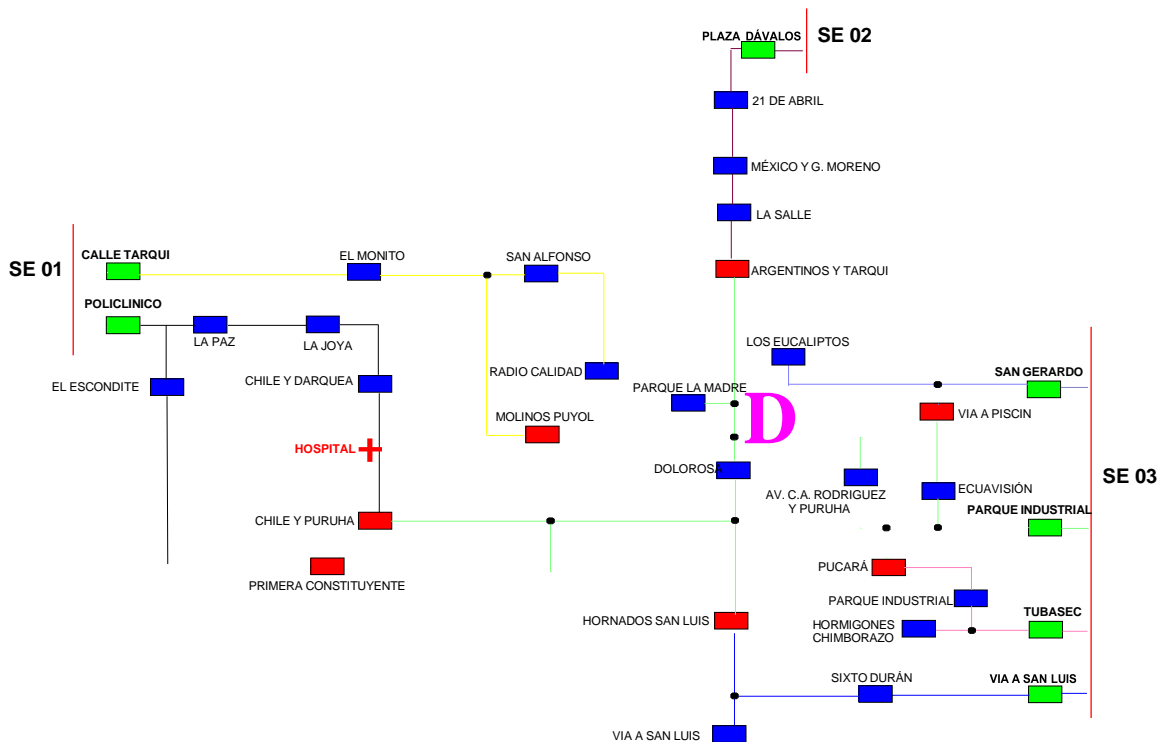 PLAZA DÁVALOS
SE 02
21 DE ABRIL
MÉXICO Y G. MORENO
LA SALLE
CALLE TARQUI
EL MONITO
SAN ALFONSO
SE 01
ARGENTINOS Y TARQUI
POLICLINICO
LA PAZ
LA JOYA
LOS EUCALIPTOS
EL ESCONDITE
CHILE Y DARQUEA
RADIO CALIDAD
PARQUE LA MADRE
SAN GERARDO
D
MOLINOS PUYOL
VIA A PISCIN
HOSPITAL
DOLOROSA
SE 03
AV. C.A. RODRIGUEZ
Y PURUHA
ECUAVISIÓN
PARQUE INDUSTRIAL
CHILE Y PURUHA
PRIMERA CONSTITUYENTE
PUCARÁ
PARQUE INDUSTRIAL
HORNADOS SAN LUIS
HORMIGONES
CHIMBORAZO
TUBASEC
SIXTO DURÁN
VIA A SAN LUIS
VIA A SAN LUIS